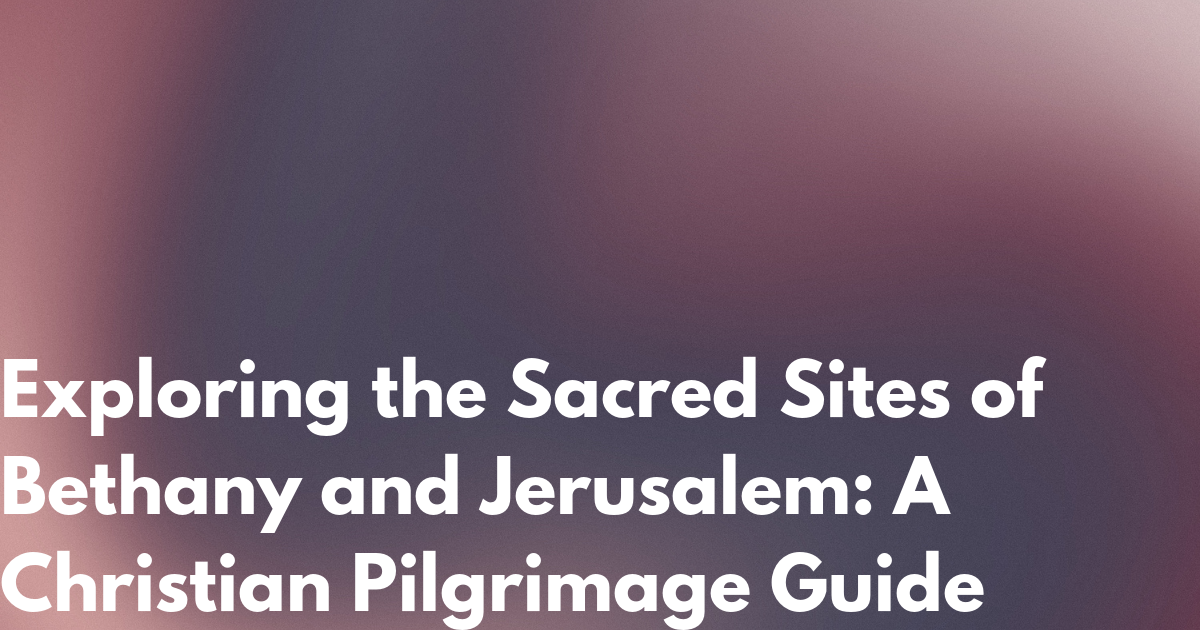 Exploring the Sacred Sites of
Bethany and Jerusalem: A
Christian Pilgrimage Guide